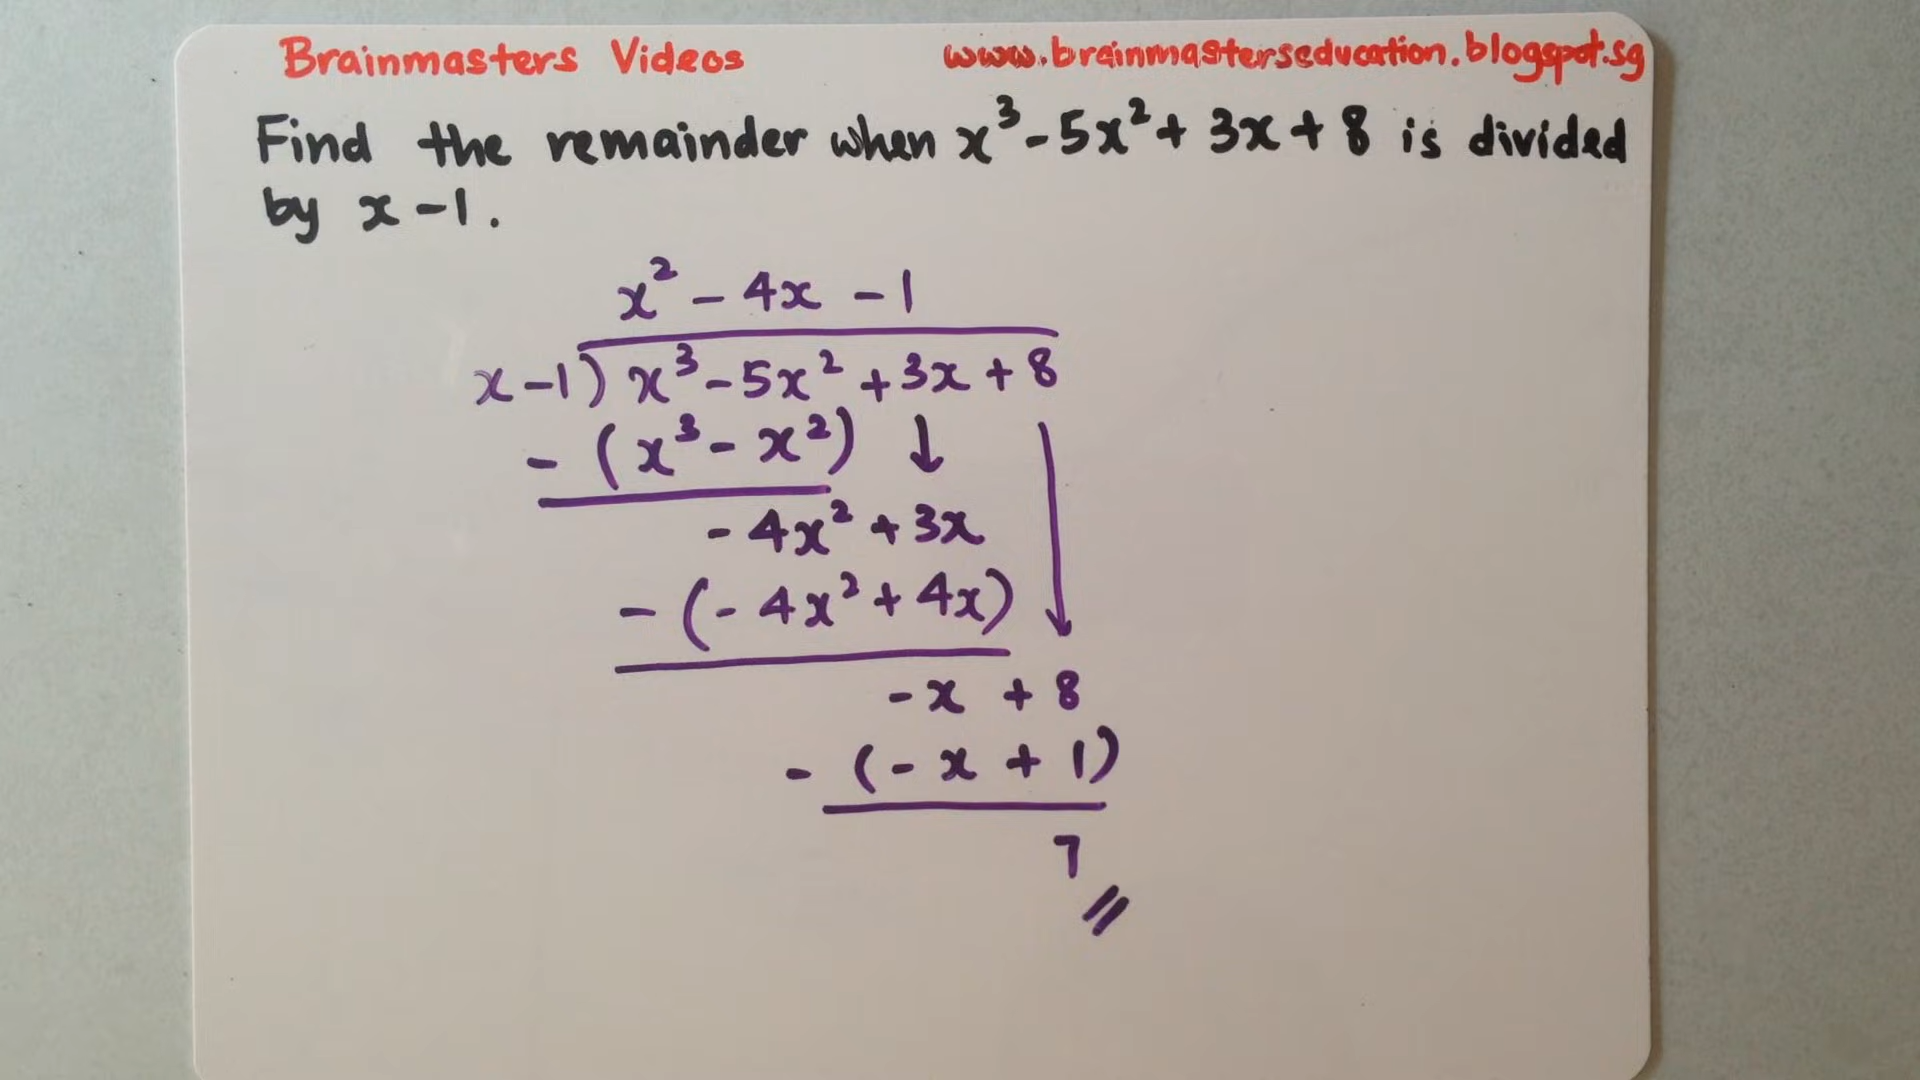 Brainmasters Videos www.brainmasterseducation.blogspot.sg
Find the remainder when x³ - 5x² + 3x + 8 is divided
by x - 1.
x² - 4x - 1
x - 1) x³ - 5x² + 3x + 8
- (x³ - x²) ↓
- 4x² + 3x
- (- 4x² + 4x)
- x + 8
- (- x + 1)
7